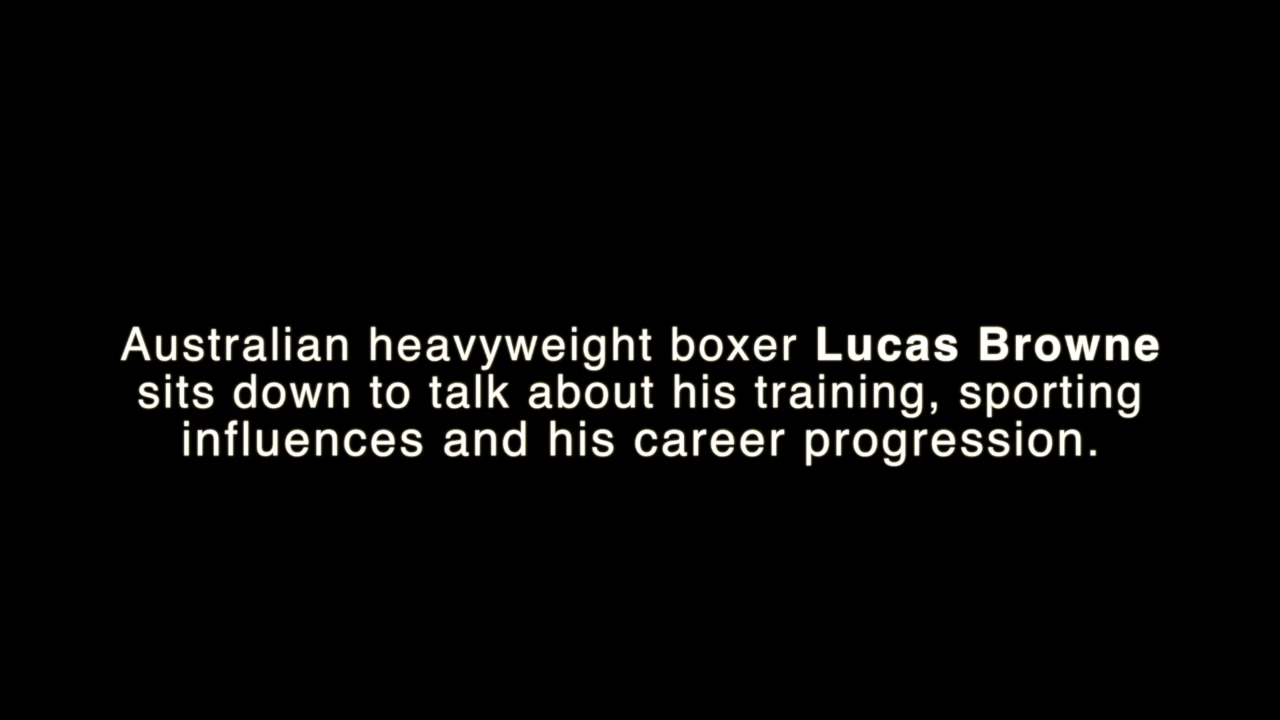 Australian heavyweight boxer Lucas Browne
sits down to talk about his training, sporting
influences and his career progression.